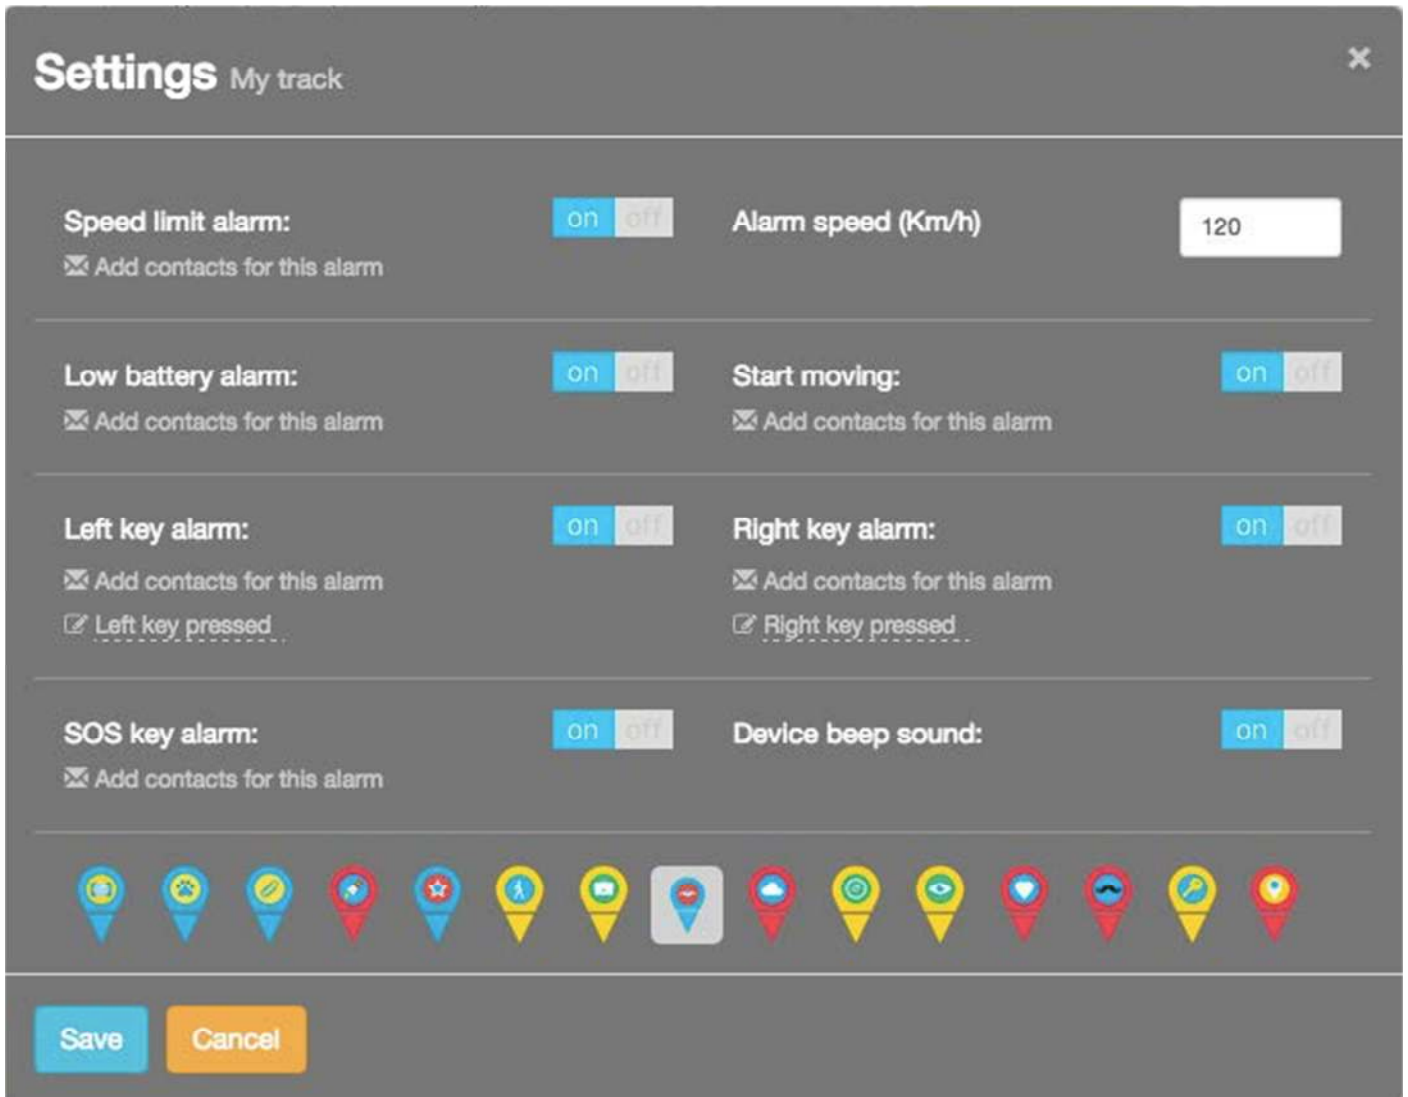 Settings My track
×
Speed limit alarm: on off Alarm speed (Km/h) 120
Add contacts for this alarm
Low battery alarm: on off Start moving: on off
Add contacts for this alarm Add contacts for this alarm
Left key alarm: on off Right key alarm: on off
Add contacts for this alarm Add contacts for this alarm
Left key pressed Right key pressed
SOS key alarm: on off Device beep sound: on off
Add contacts for this alarm
Save Cancel